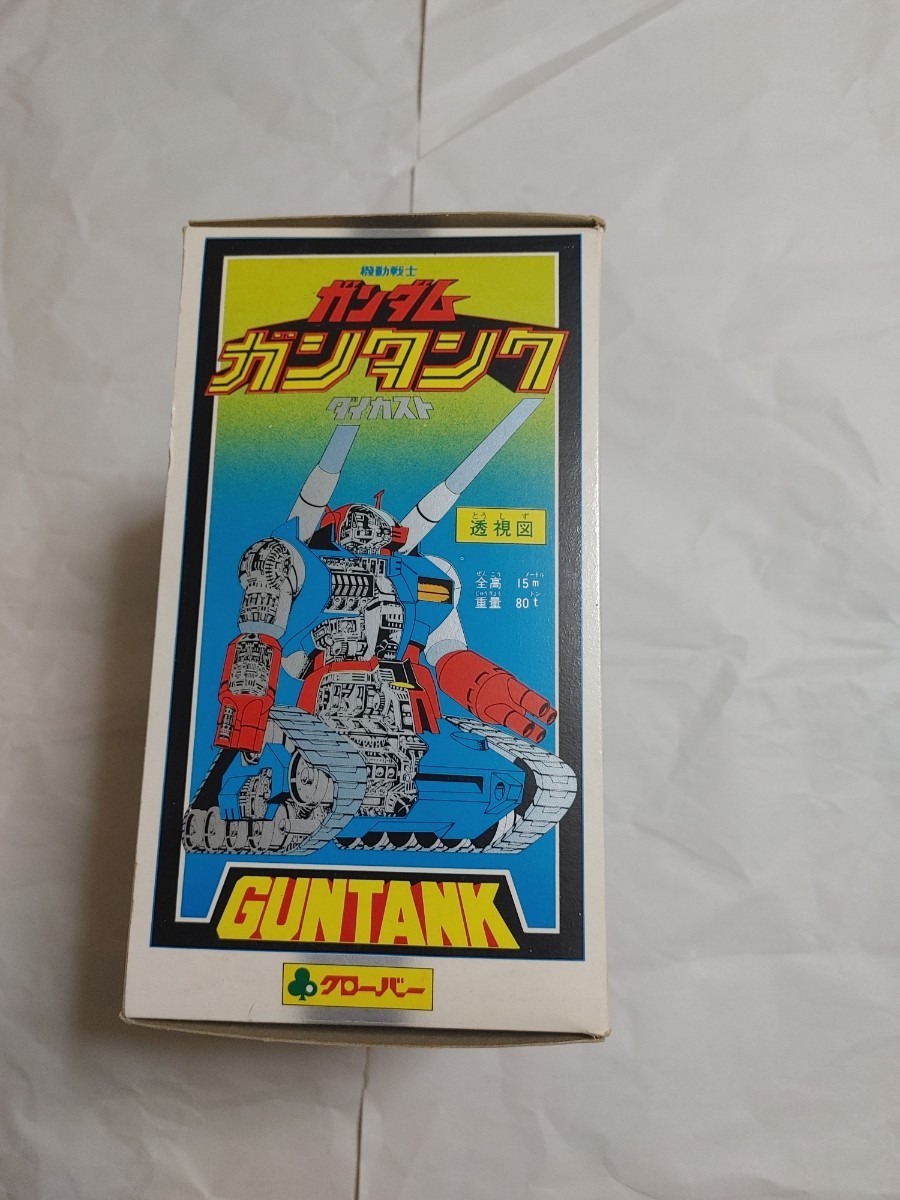 機動戦士
ガンダム
ガンタンク
ダイカスト
とうしず
透視図
ぜんこう メートル
全高 15m
じゅうりょう トン
重量 80t
GUNTANK
クローバー